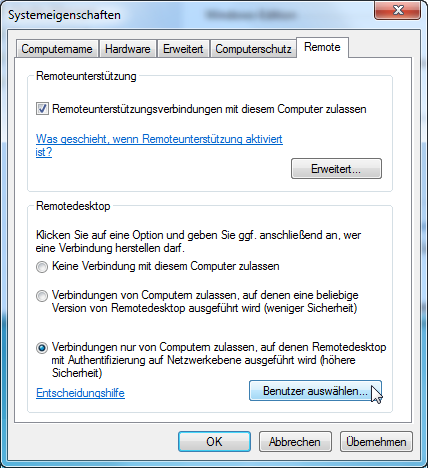 Systemeigenschaften
Computername Hardware Erweitert Computerschutz Remote
Remoteunterstützung
Remoteunterstützungsverbindungen mit diesem Computer zulassen
Was geschieht, wenn Remoteunterstützung aktiviert
ist?
Erweitert...
Remotedesktop
Klicken Sie auf eine Option und geben Sie ggf. anschließend an, wer
eine Verbindung herstellen darf.
Keine Verbindung mit diesem Computer zulassen
Verbindungen von Computern zulassen, auf denen eine beliebige
Version von Remotedesktop ausgeführt wird (weniger Sicherheit)
Verbindungen nur von Computern zulassen, auf denen Remotedesktop
mit Authentifizierung auf Netzwerkebene ausgeführt wird (höhere
Sicherheit)
Entscheidungshilfe
Benutzer auswählen...
OK Abbrechen Übernehmen